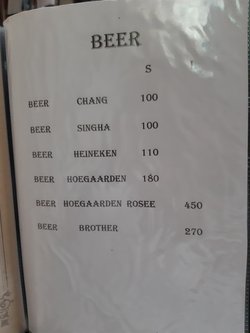 BEER
S L
BEER CHANG 100
BEER SINGHA 100
BEER HEINEKEN 110
BEER HOEGAARDEN 180
BEER HOEGAARDEN ROSEE 450
BEER BROTHER 270